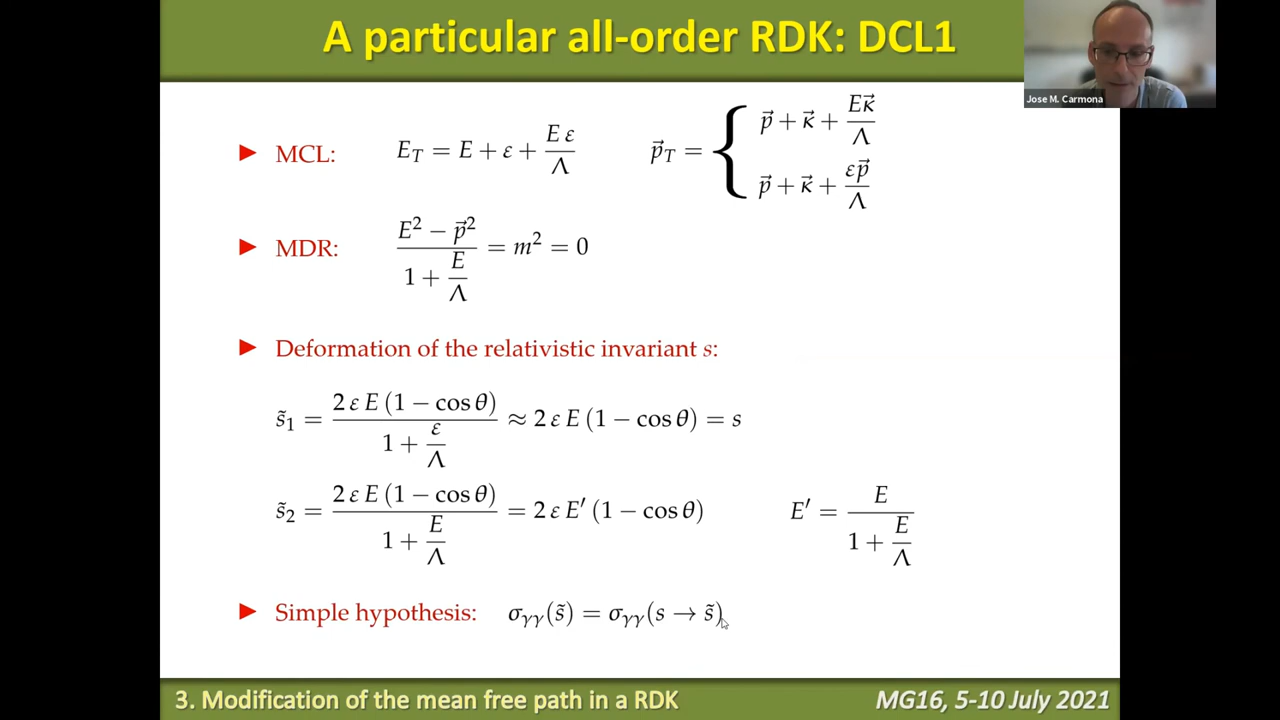 A particular all-order RDK: DCL1
Jose M. Carmona
► MCL: E_T = E + ε + Eε/Λ    p⃗_T = { p⃗ + κ⃗ + Eκ⃗/Λ
p⃗ + κ⃗ + εp⃗/Λ
► MDR: (E² − p⃗²)/(1 + E/Λ) = m² = 0
► Deformation of the relativistic invariant s:
s̃₁ = 2 ε E (1 − cos θ)/(1 + ε/Λ) ≈ 2 ε E (1 − cos θ) = s
s̃₂ = 2 ε E (1 − cos θ)/(1 + E/Λ) = 2 ε E′ (1 − cos θ)    E′ = E/(1 + E/Λ)
► Simple hypothesis: σ_γγ(s̃) = σ_γγ(s → s̃)
3. Modification of the mean free path in a RDK
MG16, 5-10 July 2021